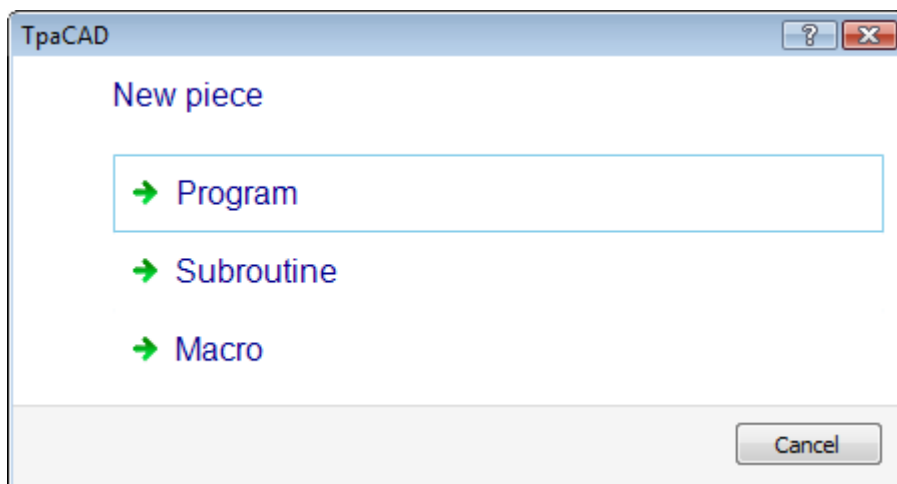 TpaCAD
New piece
Program
Subroutine
Macro
Cancel